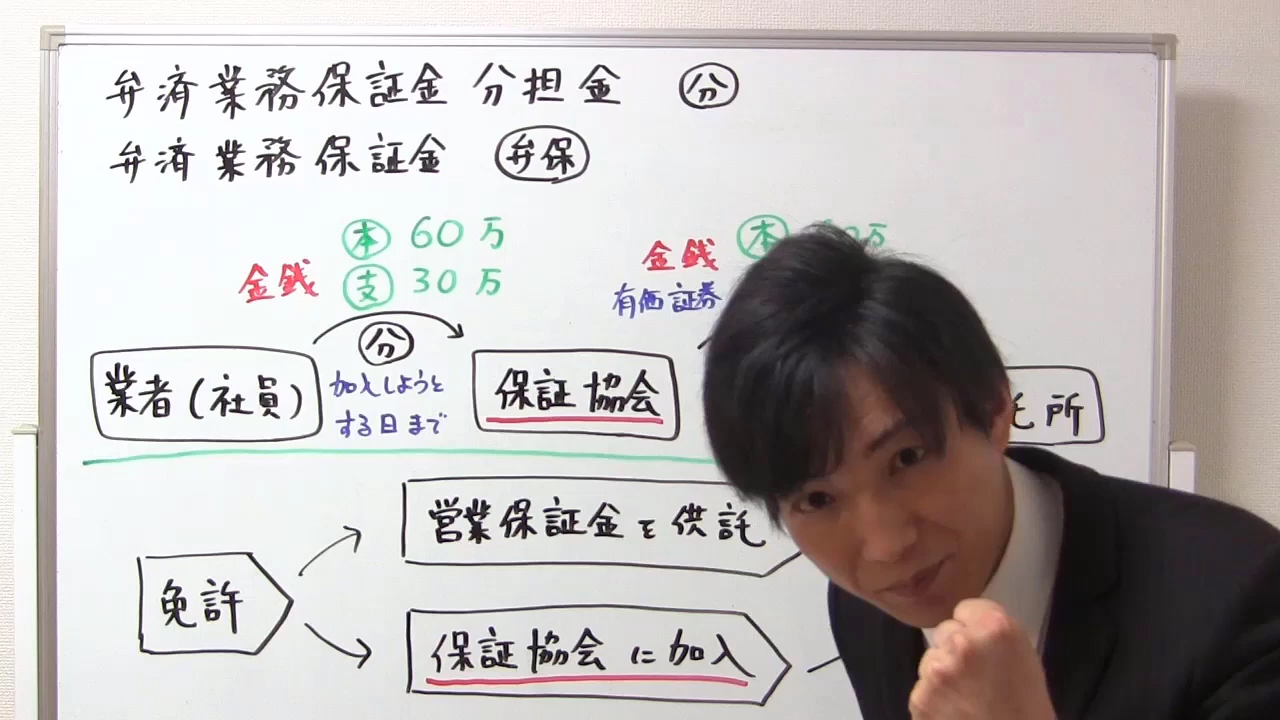 弁済業務保証金 分担金 分
弁済業務保証金 弁保
本 60万
金銭 支 30万
金銭 本
有価証券
分
業者(社員) 加入しようと
する日まで
保証協会
託所
営業保証金を供託
免許
保証協会に加入